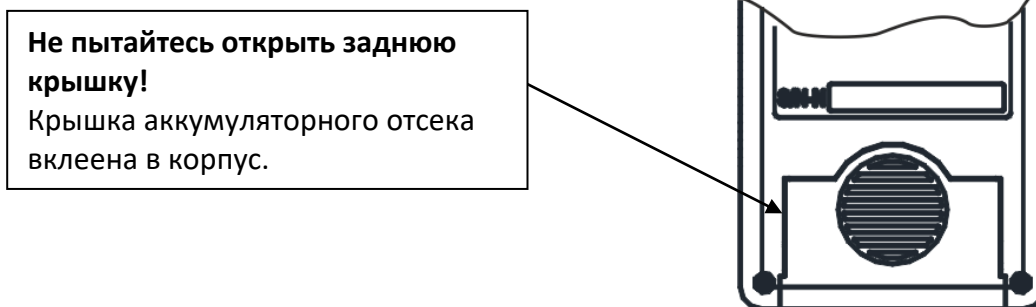 Не пытайтесь открыть заднюю
крышку!
Крышка аккумуляторного отсека
вклеена в корпус.